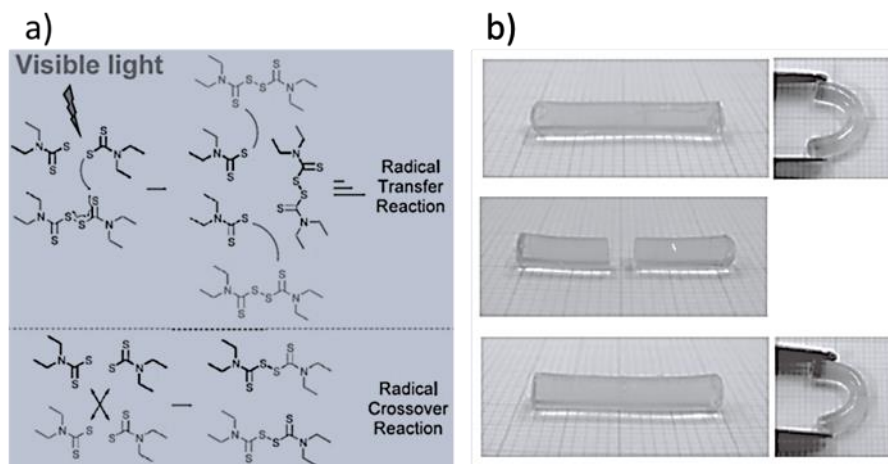 a)
b)
Visible light
Radical
Transfer
Reaction
Radical
Crossover
Reaction